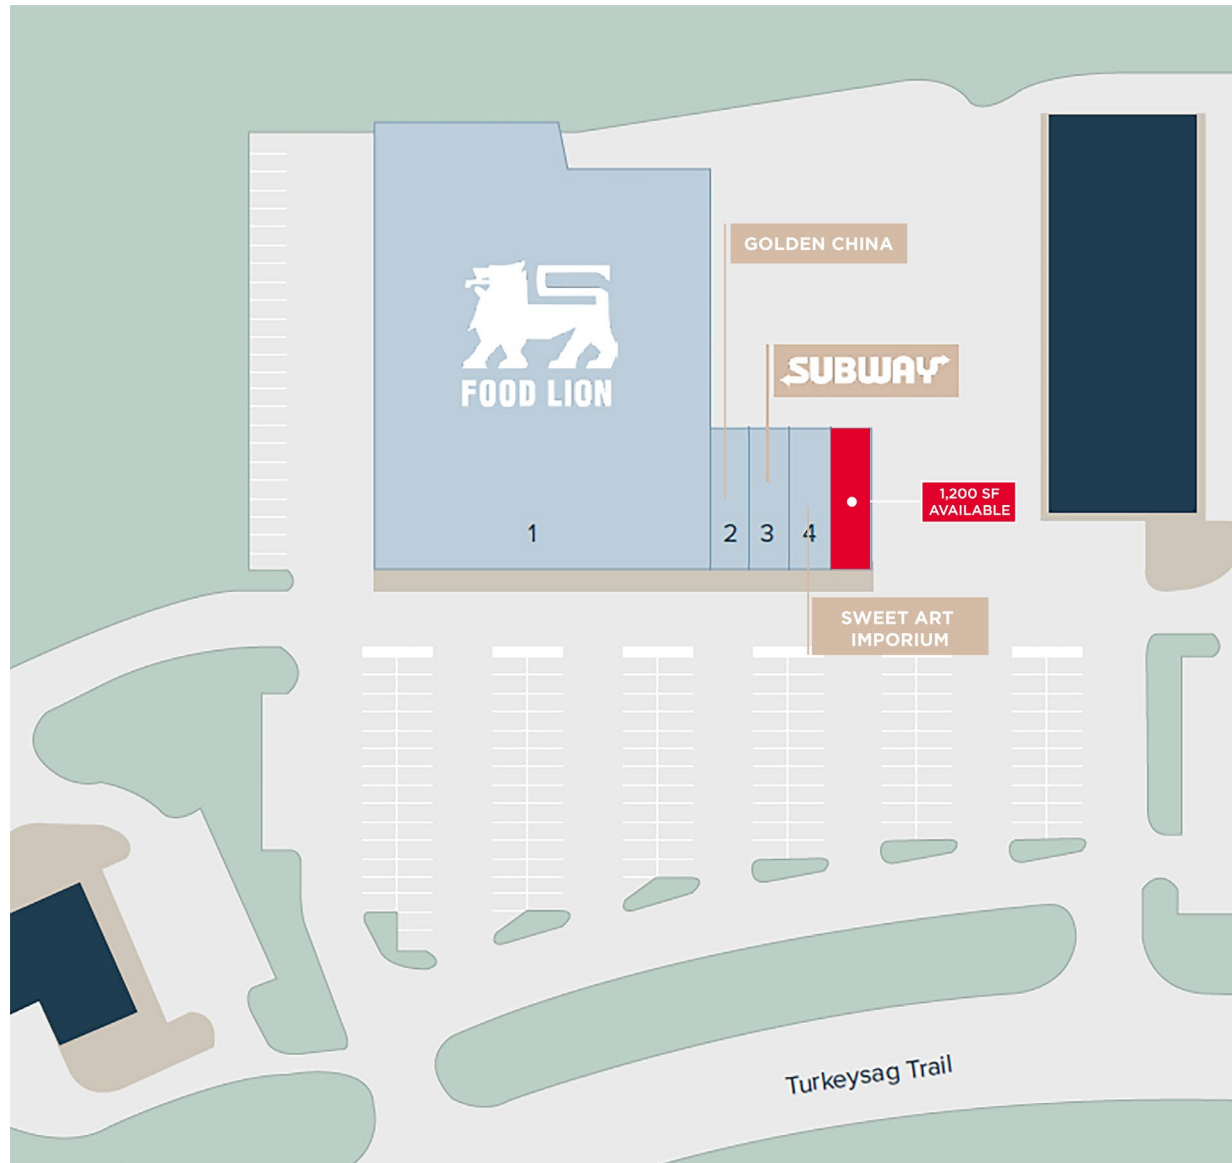 GOLDEN CHINA
SUBWAY
FOOD LION
1,200 SF
AVAILABLE
1
2
3
4
SWEET ART
IMPORIUM
Turkeysag Trail